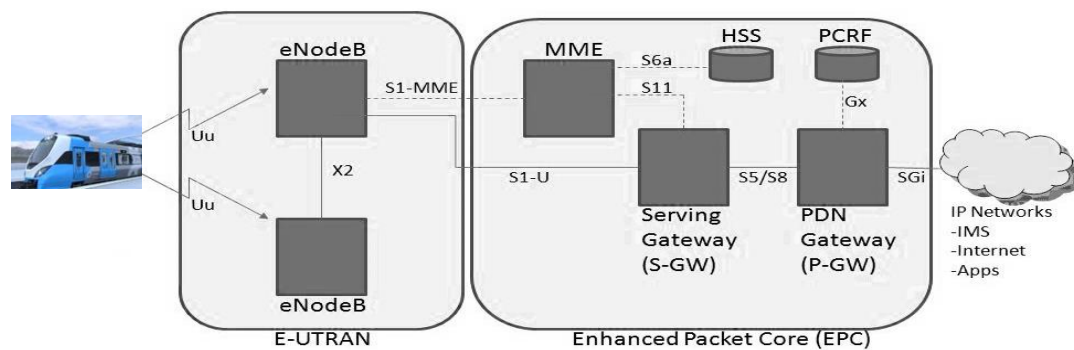 eNodeB
MME
HSS
PCRF
S6a
S1-MME
S11
Gx
Uu
X2
S1-U
S5/S8
SGi
Uu
Serving
Gateway
(S-GW)
PDN
Gateway
(P-GW)
IP Networks
-IMS
-Internet
-Apps
eNodeB
E-UTRAN
Enhanced Packet Core (EPC)